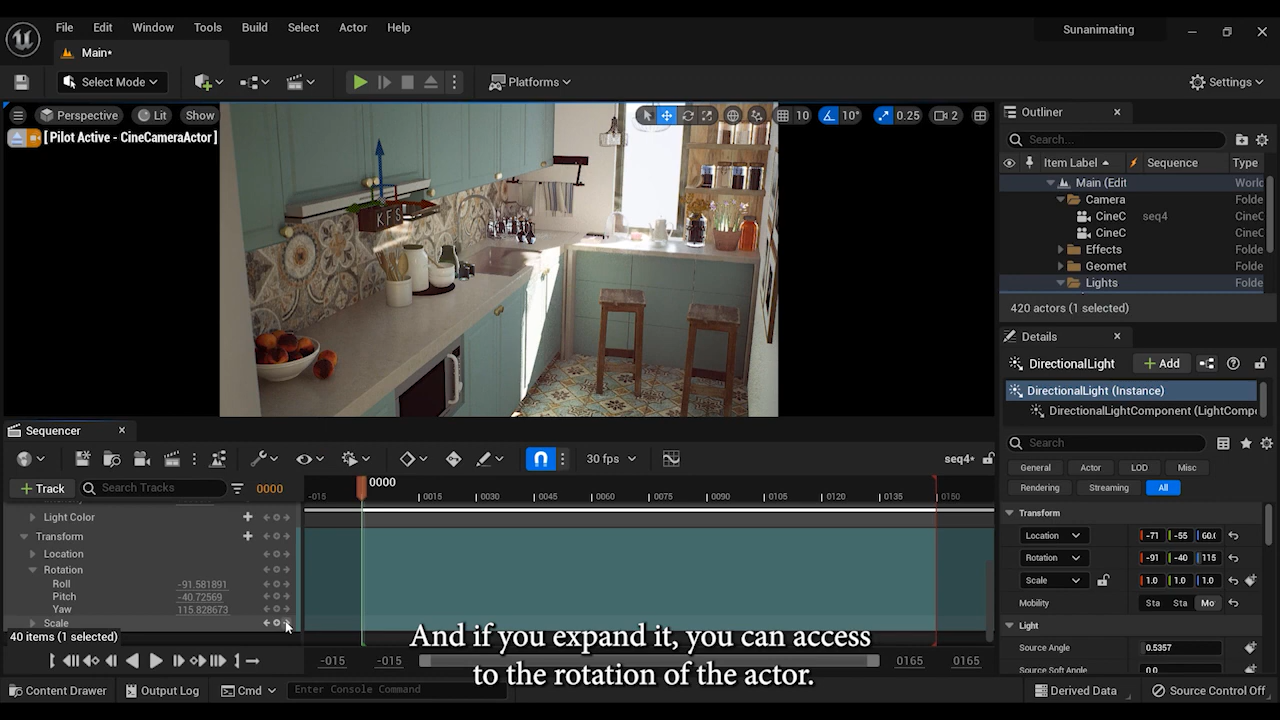 File Edit Window Tools Build Select Actor Help
Sunanimating
Main*
Select Mode
Platforms
Settings
Perspective Lit Show
10 10° 0.25 2
[ Pilot Active - CineCameraActor ]
KFS
Outliner
Search...
Item Label Sequence Type
Main (Edit Worlc
Camera Folde
CineC seq4 CineC
CineC CineC
Effects Folde
Geomet Folde
Lights Folde
420 actors (1 selected)
Details
DirectionalLight + Add
DirectionalLight (Instance)
DirectionalLightComponent (LightCompo
Search
General Actor LOD Misc
Rendering Streaming All
Transform
Location -71 -55 60.(
Rotation -91 -40 115
Scale 1.0 1.0 1.0
Mobility Sta Sta Mo
Light
Source Angle 0.5357
Source Soft Angle 0.0
Sequencer
30 fps
seq4*
+ Track
Search Tracks
0000
0000
-015 0015 0030 0045 0060 0075 0090 0105 0120 0135 0150
Light Color
Transform
Location
Rotation
Roll -91.581891
Pitch -40.72569
Yaw 115.828673
Scale
40 items (1 selected)
And if you expand it, you can access
to the rotation of the actor.
-015 -015 0165 0165
Content Drawer Output Log Cmd Enter Console Command
Derived Data Source Control Off